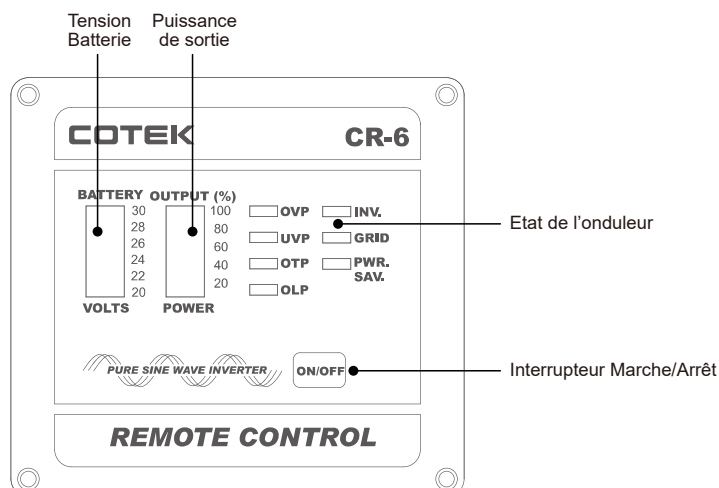 Tension
Batterie
Puissance
de sortie
COTEK
CR-6
BATTERY
30
28
26
24
22
20
VOLTS
OUTPUT (%)
100
80
60
40
20
POWER
OVP
UVP
OTP
OLP
INV.
GRID
PWR.
SAV.
Etat de l'onduleur
PURE SINE WAVE INVERTER
ON/OFF
Interrupteur Marche/Arrêt
REMOTE CONTROL